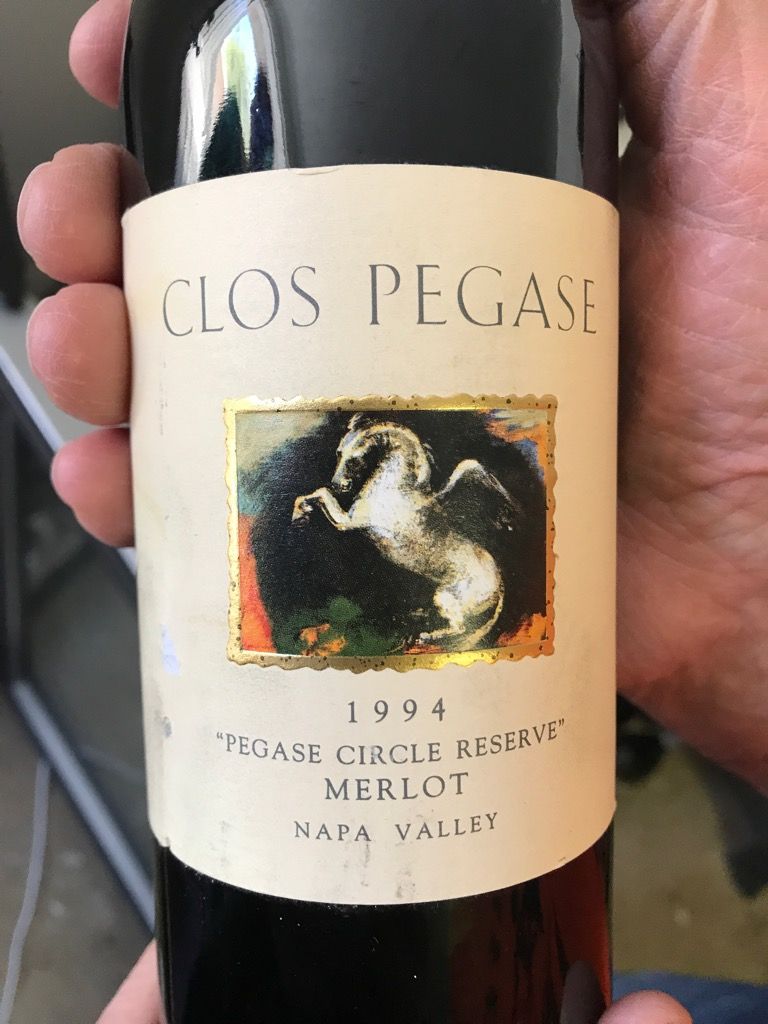 CLOS PEGASE
1994
"PEGASE CIRCLE RESERVE"
MERLOT
NAPA VALLEY